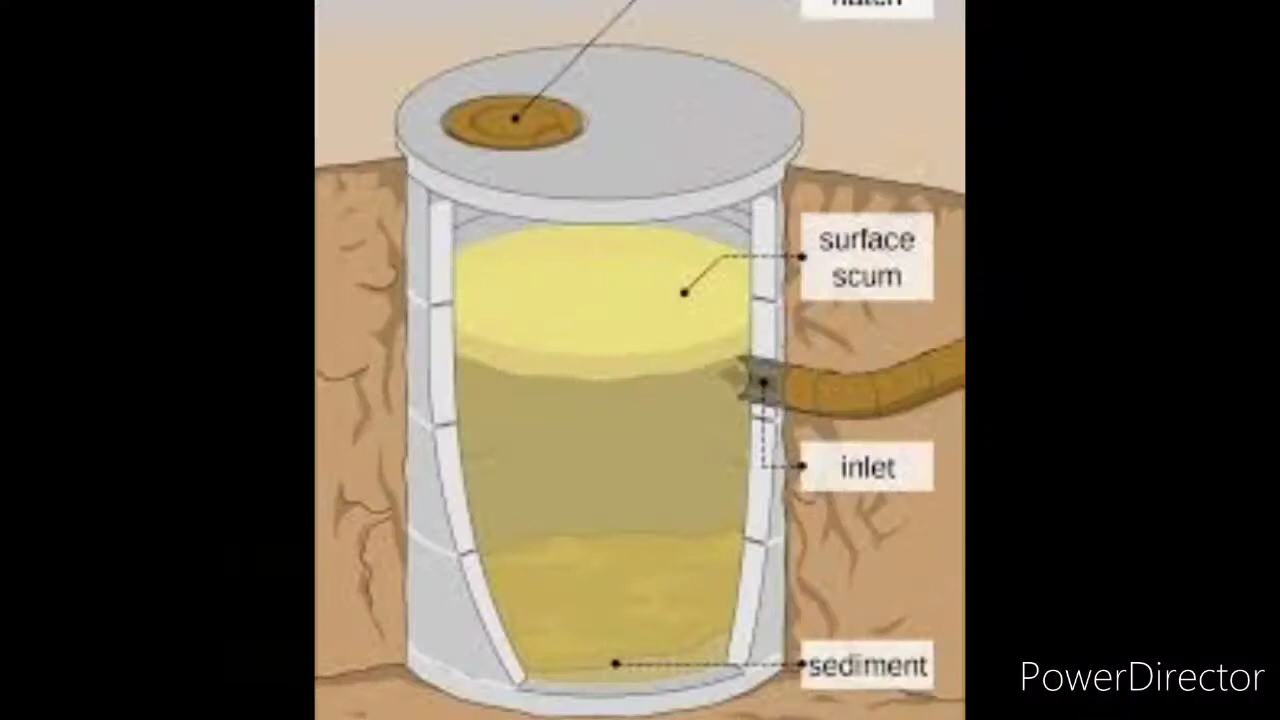 surface
scum
inlet
sediment
PowerDirector